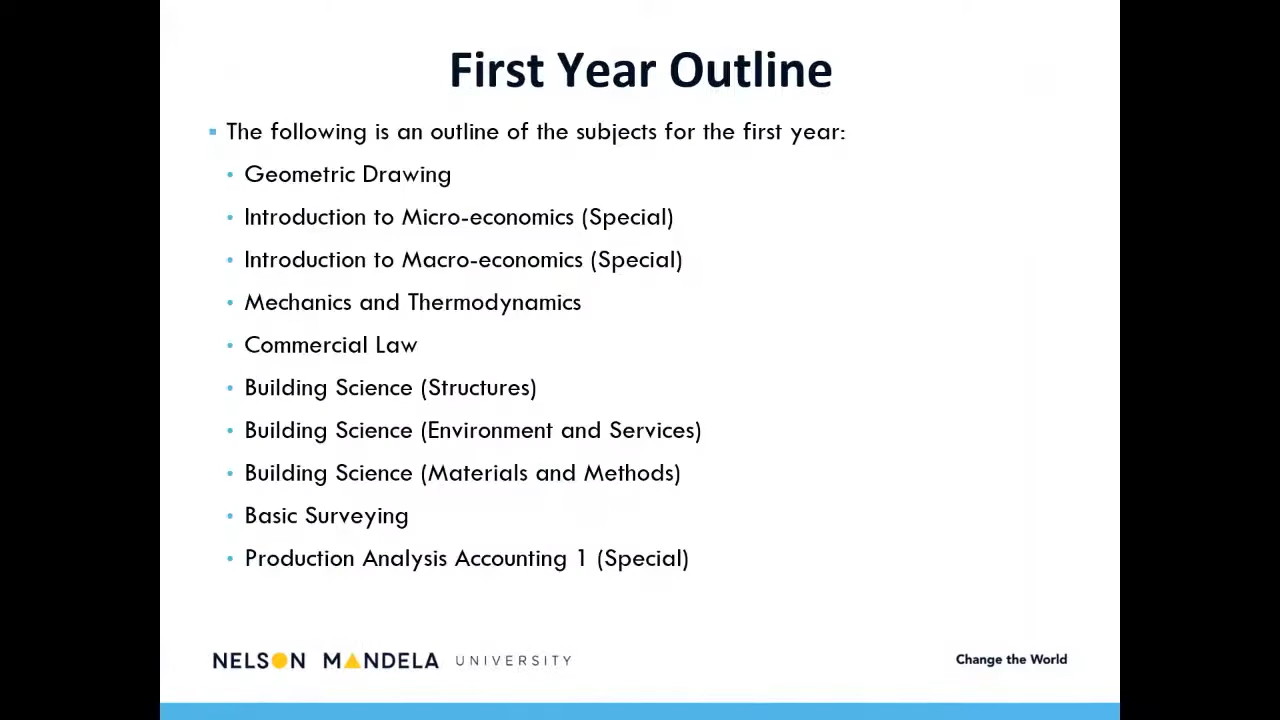 First Year Outline
The following is an outline of the subjects for the first year:
Geometric Drawing
Introduction to Micro-economics (Special)
Introduction to Macro-economics (Special)
Mechanics and Thermodynamics
Commercial Law
Building Science (Structures)
Building Science (Environment and Services)
Building Science (Materials and Methods)
Basic Surveying
Production Analysis Accounting 1 (Special)
NELSON MANDELA UNIVERSITY
Change the World